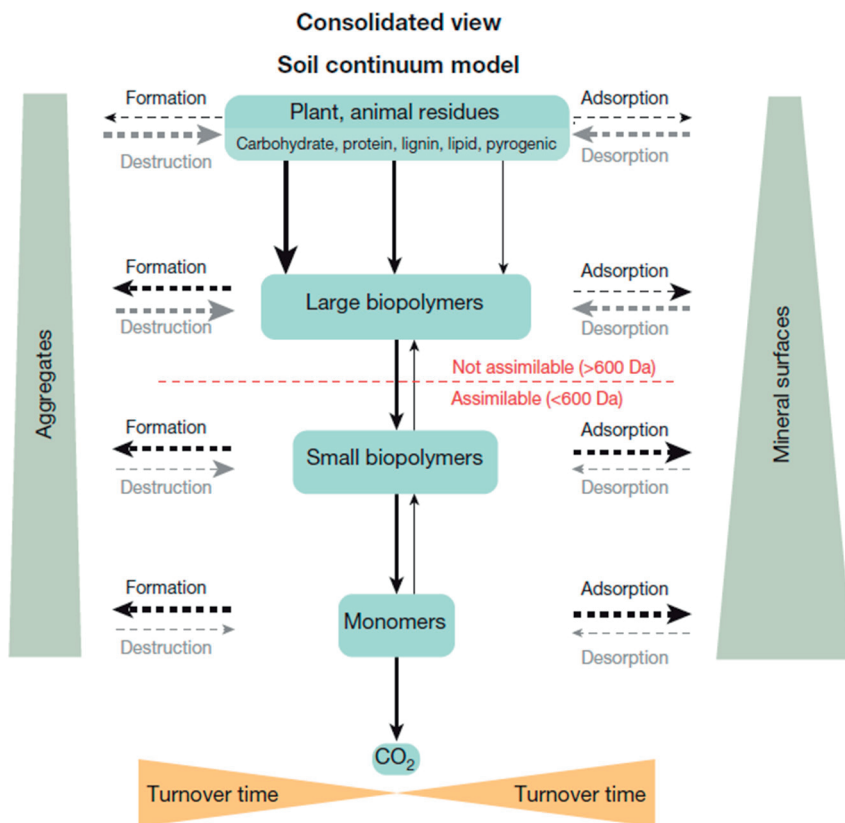 Consolidated view
Soil continuum model
Formation
Plant, animal residues
Adsorption
Destruction
Carbohydrate, protein, lignin, lipid, pyrogenic
Desorption
Formation
Large biopolymers
Adsorption
Destruction
Desorption
Not assimilable (>600 Da)
Assimilable (<600 Da)
Aggregates
Mineral surfaces
Formation
Small biopolymers
Adsorption
Destruction
Desorption
Formation
Monomers
Adsorption
Destruction
Desorption
CO₂
Turnover time
Turnover time